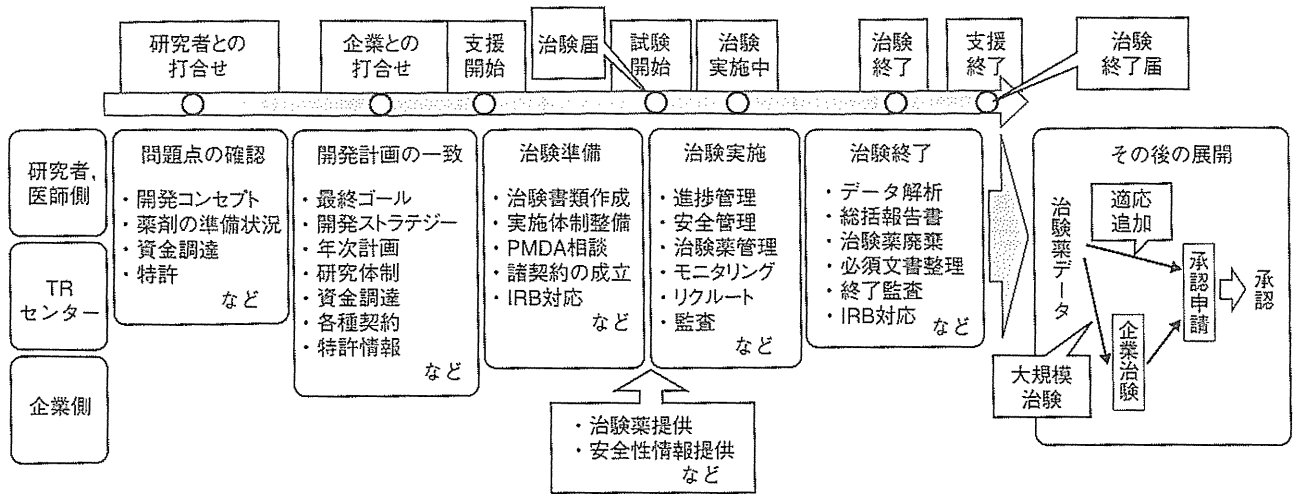 研究者との
打合せ
企業との
打合せ
支援
開始
治験届
試験
開始
治験
実施中
治験
終了
支援
終了
治験
終了届
研究者,
医師側
TR
センター
企業側
問題点の確認
・開発コンセプト
・薬剤の準備状況
・資金調達
・特許
など
開発計画の一致
・最終ゴール
・開発ストラテジー
・年次計画
・研究体制
・資金調達
・各種契約
・特許情報
など
治験準備
・治験書類作成
・実施体制整備
・PMDA相談
・諸契約の成立
・IRB対応
など
治験実施
・進捗管理
・安全管理
・治験薬管理
・モニタリング
・リクルート
・監査
など
治験終了
・データ解析
・総括報告書
・治験薬廃棄
・必須文書整理
・終了監査
・IRB対応
など
・治験薬提供
・安全性情報提供
など
その後の展開
治験薬データ
適応
追加
大規模
治験
企業治験
承認申請
承認